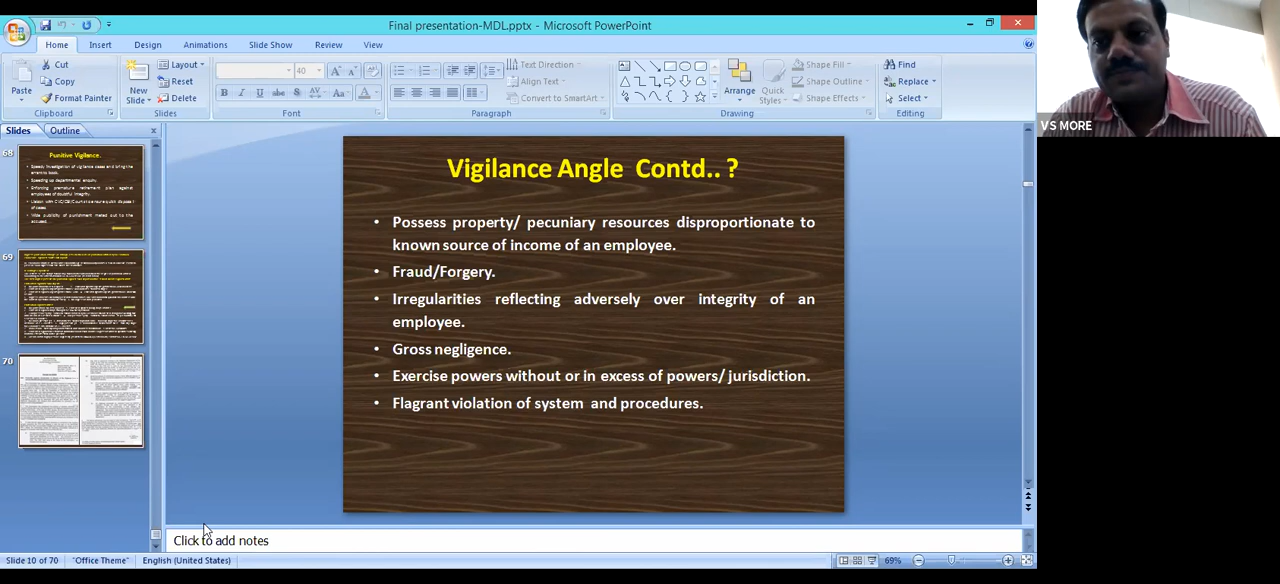 Final presentation-MDL.pptx - Microsoft PowerPoint
Home Insert Design Animations Slide Show Review View
Paste
Cut
Copy
Format Painter
Clipboard
New
Slide
Layout
Reset
Delete
Slides
40
B I U abc AV Aa A
Font
Text Direction
Align Text
Convert to SmartArt
Paragraph
Arrange
Quick
Styles
Shape Fill
Shape Outline
Shape Effects
Drawing
Find
Replace
Select
Editing
Slides Outline
68
Punitive Vigilance.
69
70
Vigilance Angle Contd.. ?
• Possess property/ pecuniary resources disproportionate to
known source of income of an employee.
• Fraud/Forgery.
• Irregularities reflecting adversely over integrity of an
employee.
• Gross negligence.
• Exercise powers without or in excess of powers/ jurisdiction.
• Flagrant violation of system and procedures.
Click to add notes
Slide 10 of 70 "Office Theme" English (United States) 69%
V S MORE